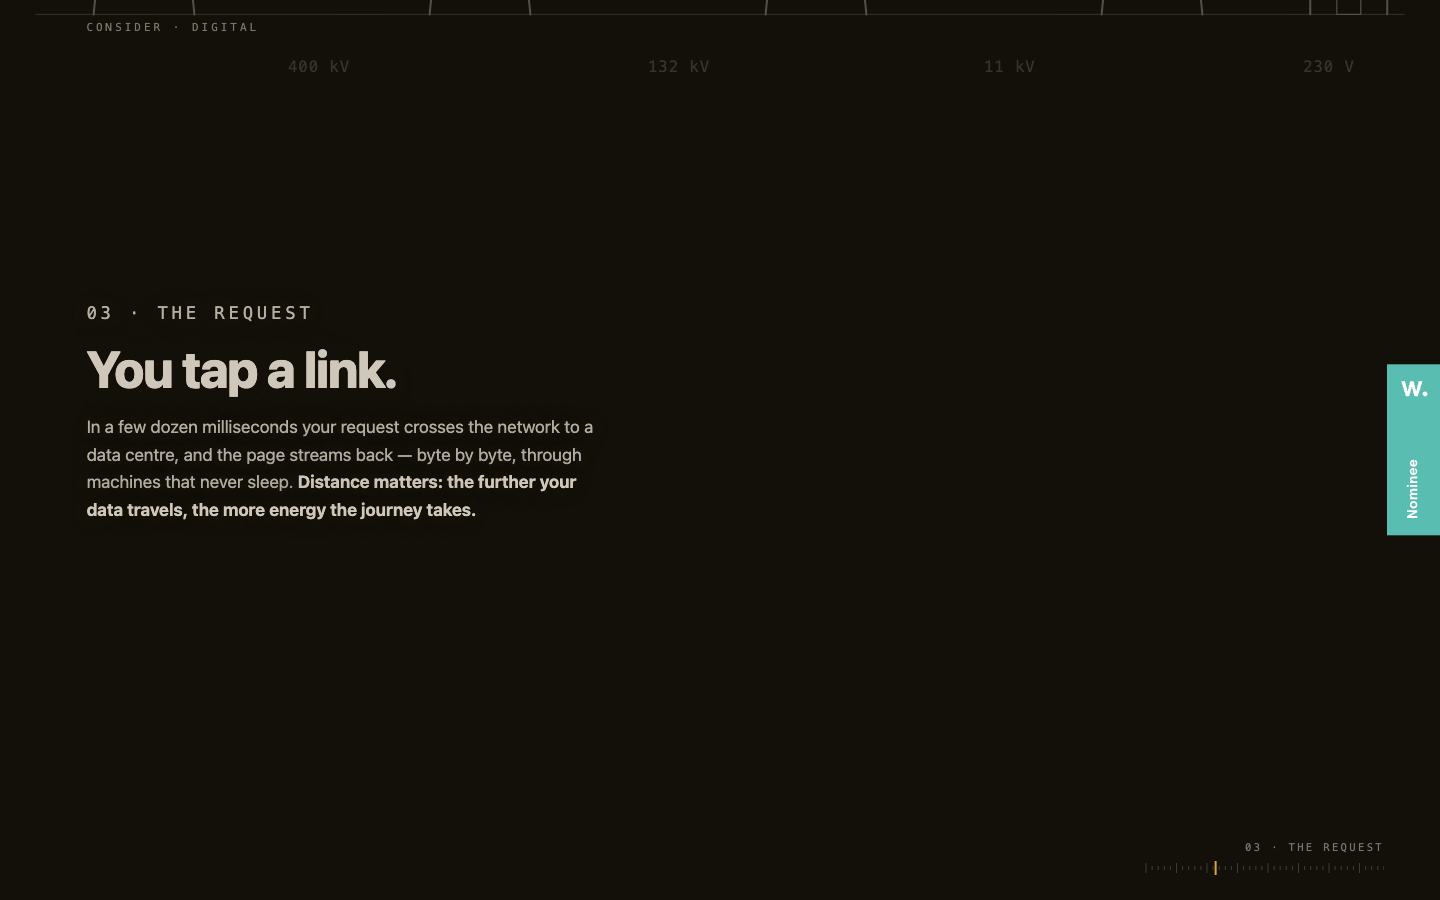 CONSIDER · DIGITAL
400 kV 132 kV 11 kV 230 V
03 · THE REQUEST
You tap a link.
In a few dozen milliseconds your request crosses the network to a
data centre, and the page streams back — byte by byte, through
machines that never sleep. Distance matters: the further your
data travels, the more energy the journey takes.
W.
Nominee
03 · THE REQUEST